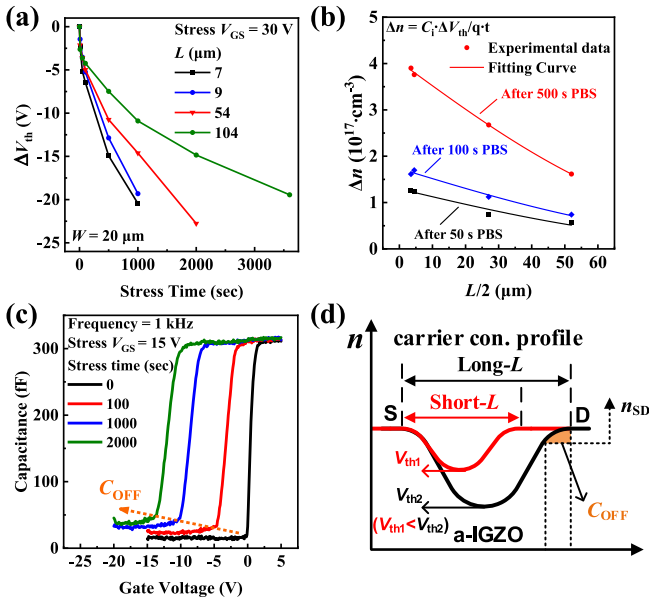 (a)
Stress V_GS = 30 V
L (μm)
7
9
54
104
W = 20 μm
ΔV_th (V)
0
-5
-10
-15
-20
-25
0 1000 2000 3000
Stress Time (sec)
(b)
Δn = C_i·ΔV_th/q·t
Experimental data
Fitting Curve
After 500 s PBS
After 100 s PBS
After 50 s PBS
Δn (10^17·cm^-3)
5
4
3
2
1
0
0 10 20 30 40 50 60
L/2 (μm)
(c)
Frequency = 1 kHz
Stress V_GS = 15 V
Stress time (sec)
0
100
1000
2000
C_OFF
Capacitance (fF)
300
200
100
0
-25 -20 -15 -10 -5 0 5
Gate Voltage (V)
(d)
n
carrier con. profile
Long-L
S
Short-L
D
n_SD
V_th1
V_th2
(V_th1<V_th2)
C_OFF
a-IGZO